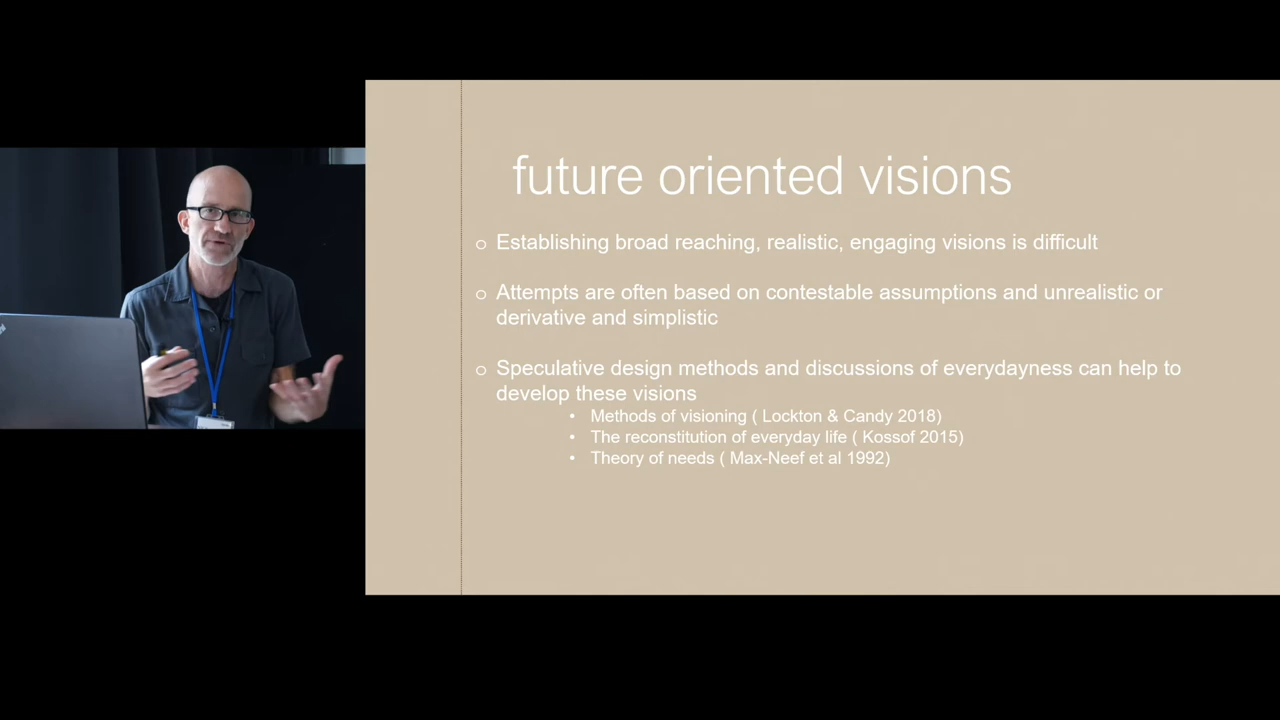 future oriented visions
o Establishing broad reaching, realistic, engaging visions is difficult
o Attempts are often based on contestable assumptions and unrealistic or
derivative and simplistic
o Speculative design methods and discussions of everydayness can help to
develop these visions
• Methods of visioning ( Lockton & Candy 2018)
• The reconstitution of everyday life ( Kossof 2015)
• Theory of needs ( Max-Neef et al 1992)